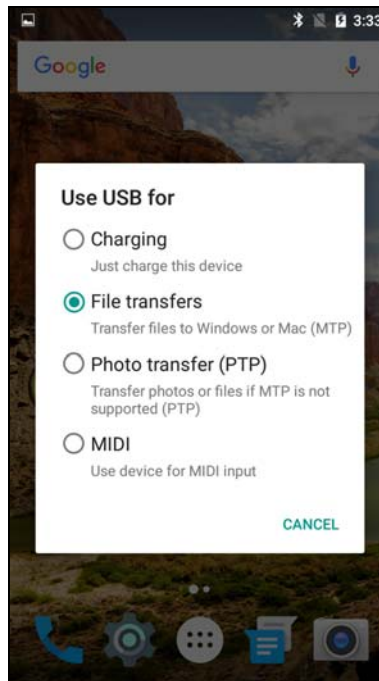 3:33
Google
Use USB for
Charging
Just charge this device
File transfers
Transfer files to Windows or Mac (MTP)
Photo transfer (PTP)
Transfer photos or files if MTP is not
supported (PTP)
MIDI
Use device for MIDI input
CANCEL